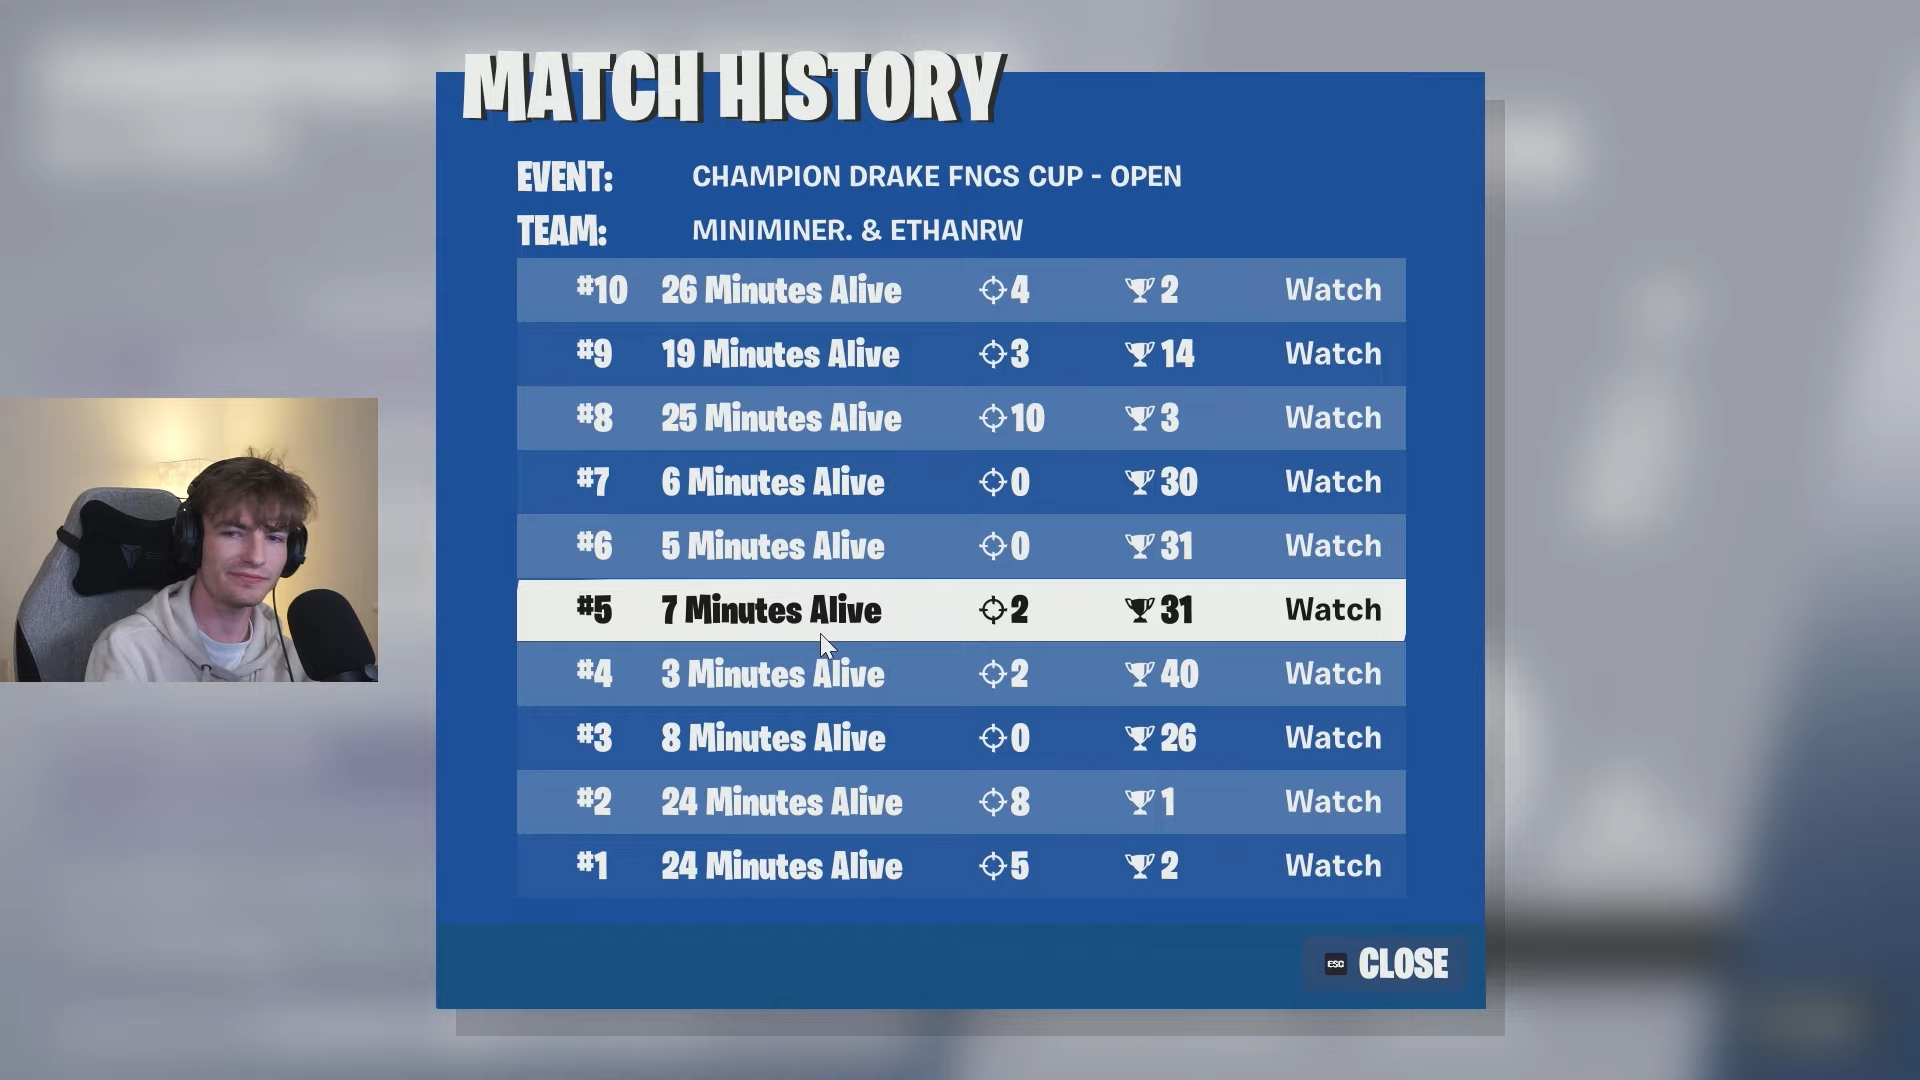 MATCH HISTORY
EVENT: CHAMPION DRAKE FNCS CUP - OPEN
TEAM: MINIMINER. & ETHANRW
#10 26 Minutes Alive 4 2 Watch
#9 19 Minutes Alive 3 14 Watch
#8 25 Minutes Alive 10 3 Watch
#7 6 Minutes Alive 0 30 Watch
#6 5 Minutes Alive 0 31 Watch
#5 7 Minutes Alive 2 31 Watch
#4 3 Minutes Alive 2 40 Watch
#3 8 Minutes Alive 0 26 Watch
#2 24 Minutes Alive 8 1 Watch
#1 24 Minutes Alive 5 2 Watch
ESC CLOSE